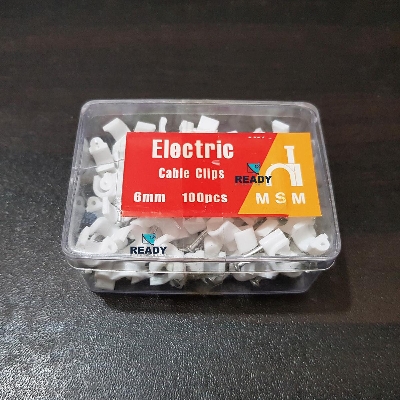 Electric
Cable Clips
6mm 100pcs
READY
MSM
READY